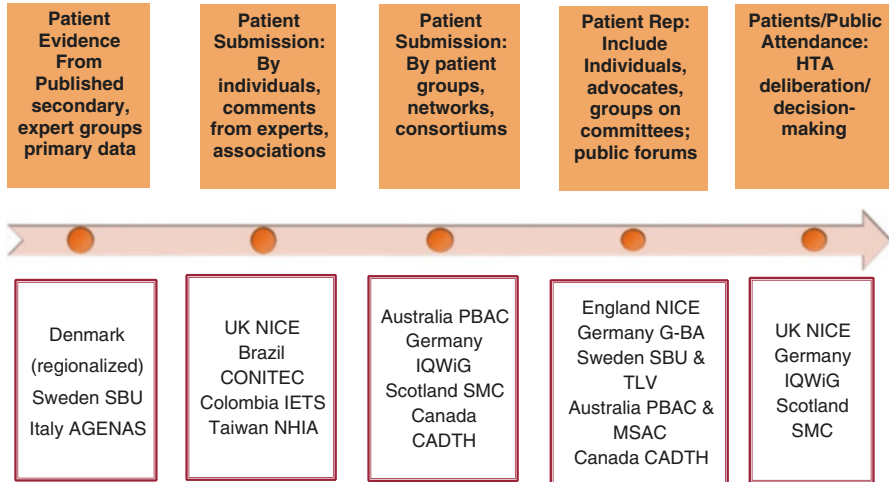 Patient
Evidence
From
Published
secondary,
expert groups
primary data
Patient
Submission:
By
individuals,
comments
from experts,
associations
Patient
Submission:
By patient
groups,
networks,
consortiums
Patient Rep:
Include
Individuals,
advocates,
groups on
committees;
public forums
Patients/Public
Attendance:
HTA
deliberation/
decision-
making
Denmark
(regionalized)
Sweden SBU
Italy AGENAS
UK NICE
Brazil
CONITEC
Colombia IETS
Taiwan NHIA
Australia PBAC
Germany
IQWiG
Scotland SMC
Canada
CADTH
England NICE
Germany G-BA
Sweden SBU &
TLV
Australia PBAC &
MSAC
Canada CADTH
UK NICE
Germany
IQWiG
Scotland
SMC